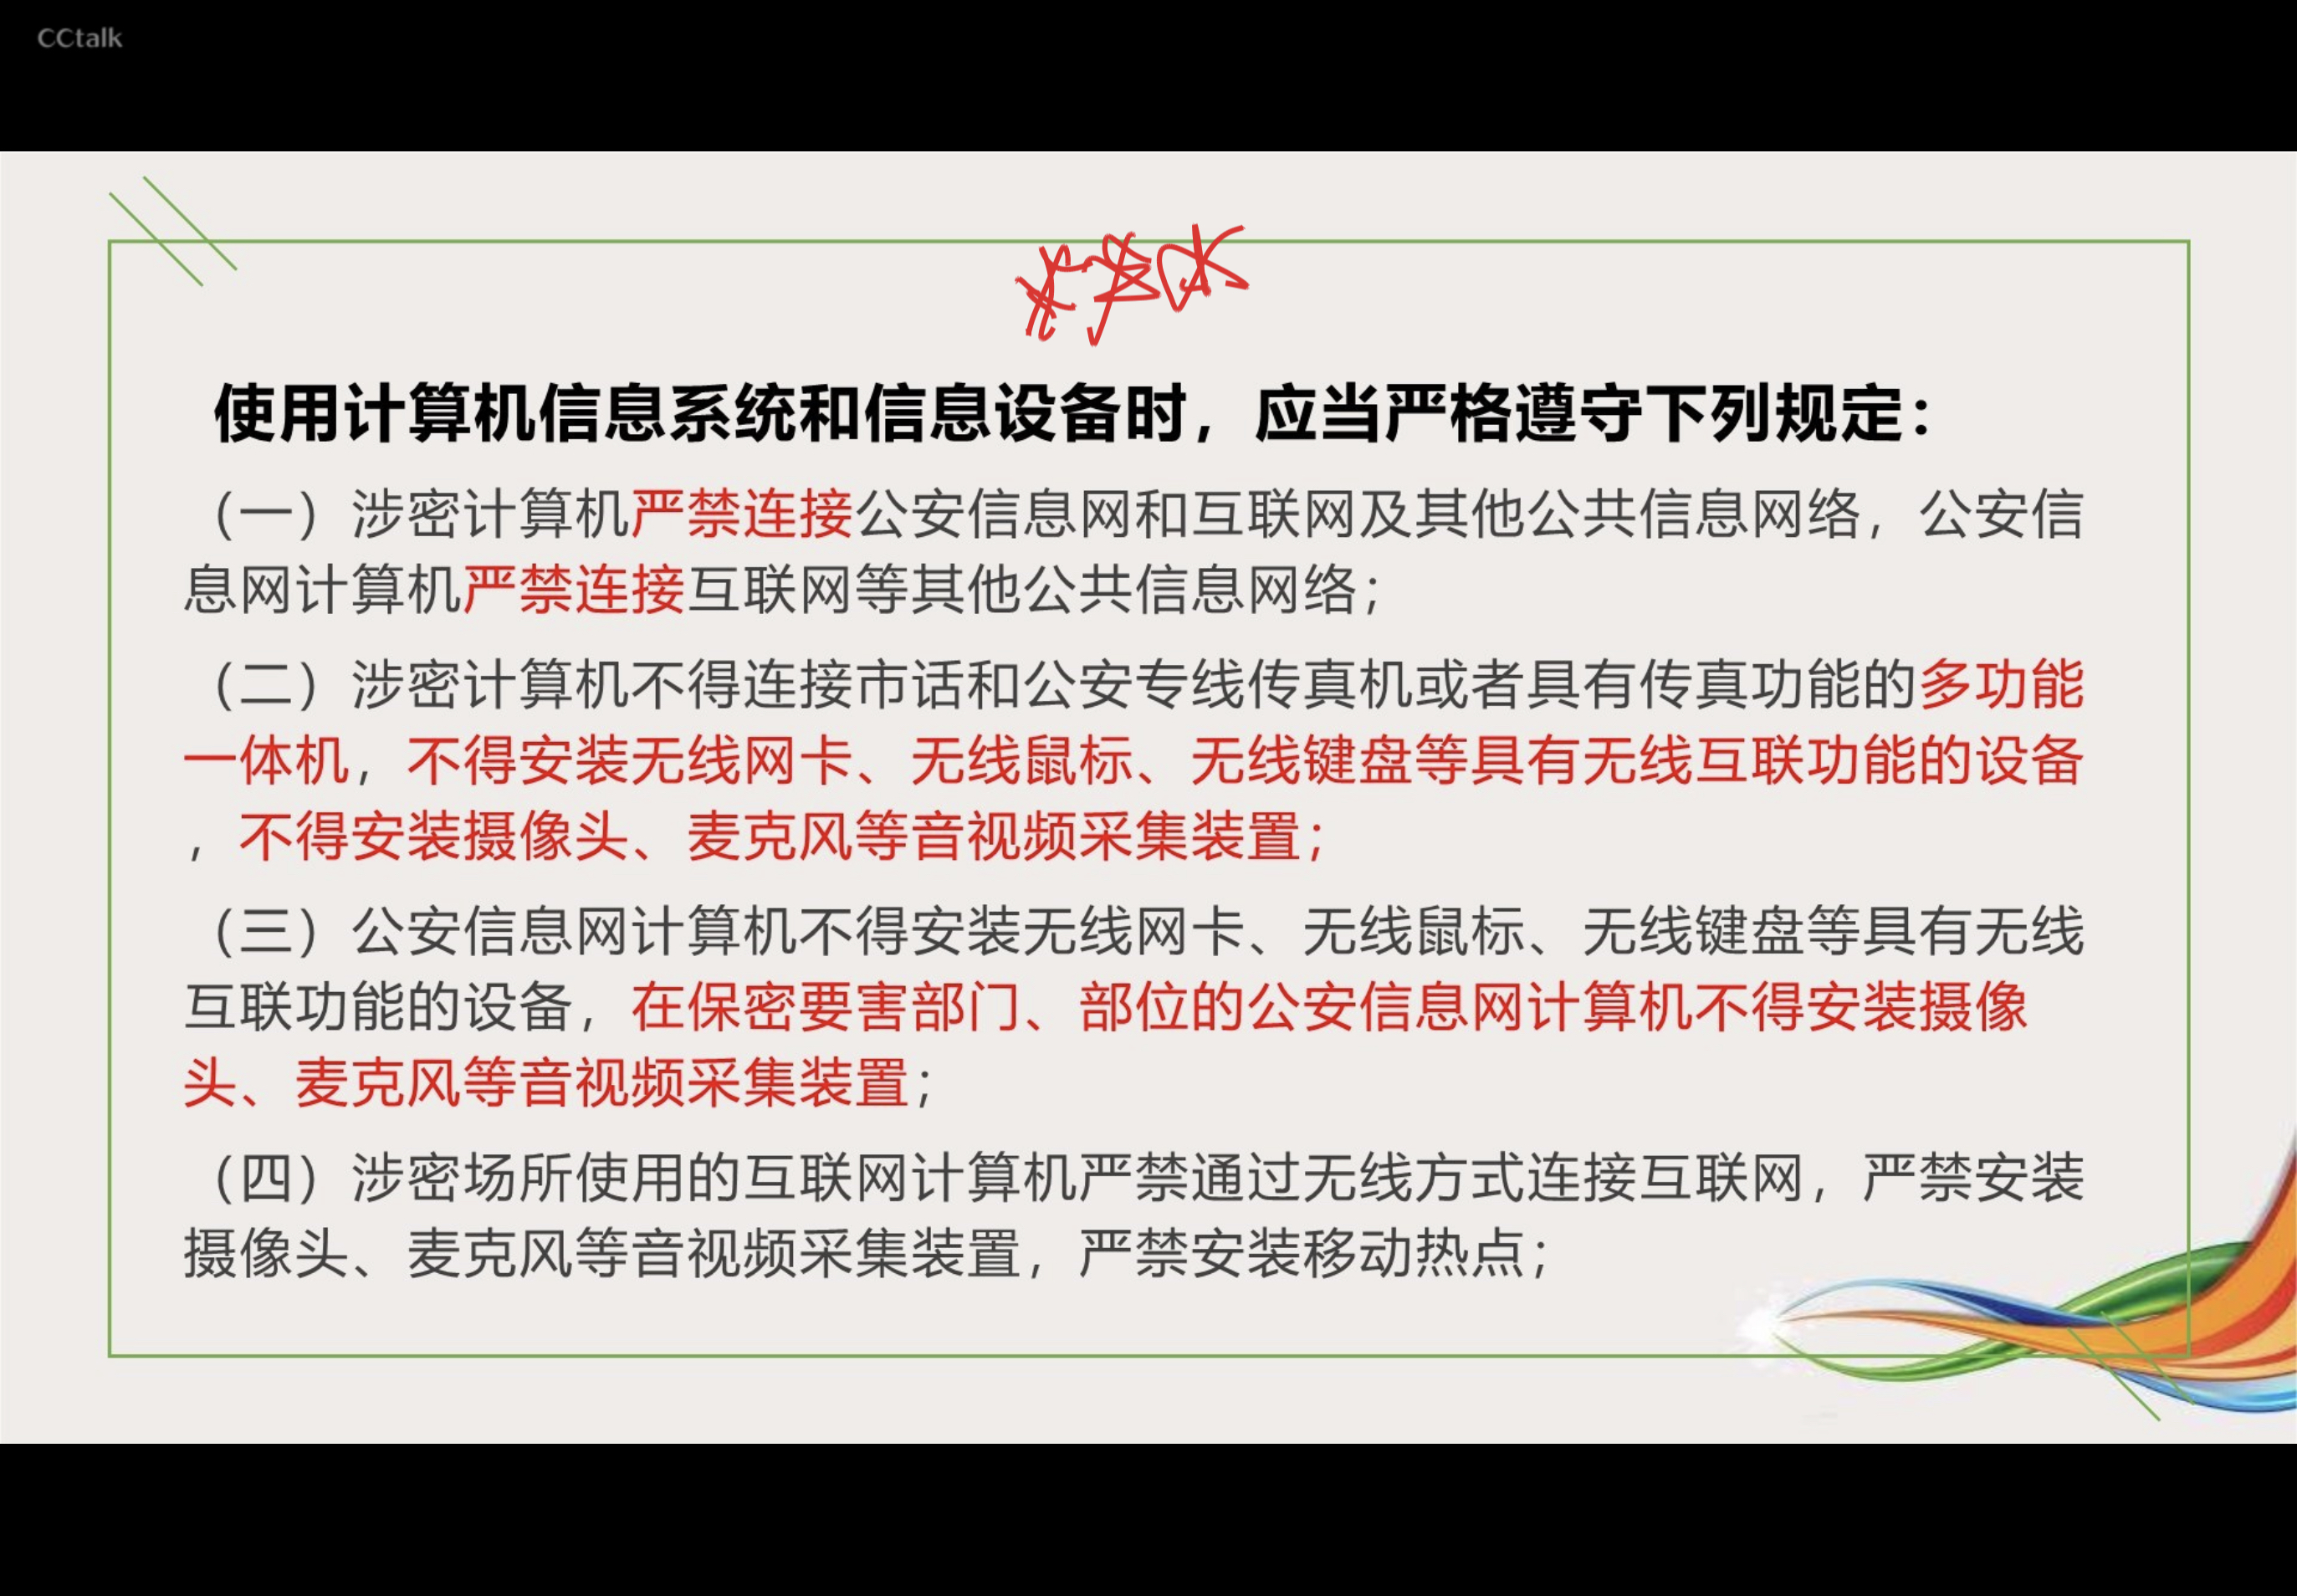 CCtalk
使用计算机信息系统和信息设备时，应当严格遵守下列规定：
（一）涉密计算机严禁连接公安信息网和互联网及其他公共信息网络，公安信
息网计算机严禁连接互联网等其他公共信息网络；
（二）涉密计算机不得连接市话和公安专线传真机或者具有传真功能的多功能
一体机，不得安装无线网卡、无线鼠标、无线键盘等具有无线互联功能的设备
，不得安装摄像头、麦克风等音视频采集装置；
（三）公安信息网计算机不得安装无线网卡、无线鼠标、无线键盘等具有无线
互联功能的设备，在保密要害部门、部位的公安信息网计算机不得安装摄像
头、麦克风等音视频采集装置；
（四）涉密场所使用的互联网计算机严禁通过无线方式连接互联网，严禁安装
摄像头、麦克风等音视频采集装置，严禁安装移动热点；